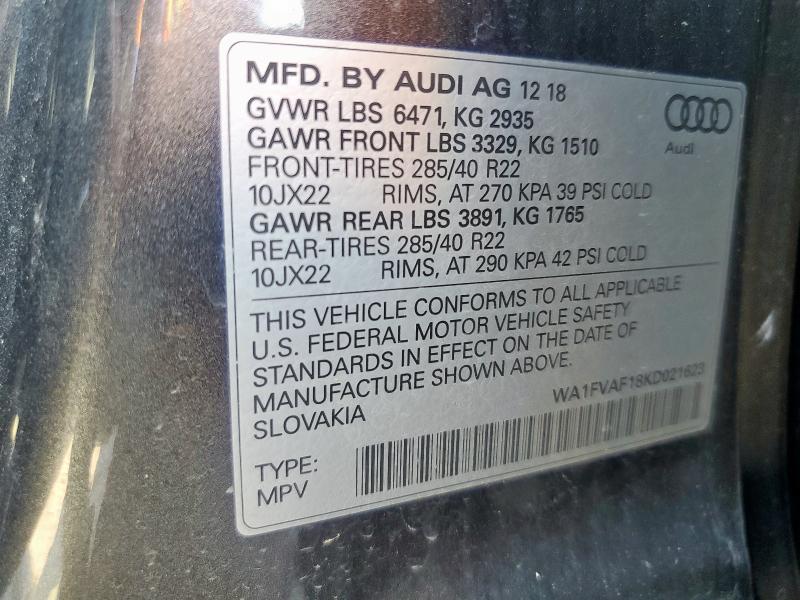 MFD. BY AUDI AG 12 18
GVWR LBS 6471, KG 2935
GAWR FRONT LBS 3329, KG 1510
FRONT-TIRES 285/40 R22
10JX22 RIMS, AT 270 KPA 39 PSI COLD
GAWR REAR LBS 3891, KG 1765
REAR-TIRES 285/40 R22
10JX22 RIMS, AT 290 KPA 42 PSI COLD
Audi
THIS VEHICLE CONFORMS TO ALL APPLICABLE
U.S. FEDERAL MOTOR VEHICLE SAFETY
STANDARDS IN EFFECT ON THE DATE OF
MANUFACTURE SHOWN ABOVE.
SLOVAKIA
WA1FVAF18KD021623
TYPE:
MPV